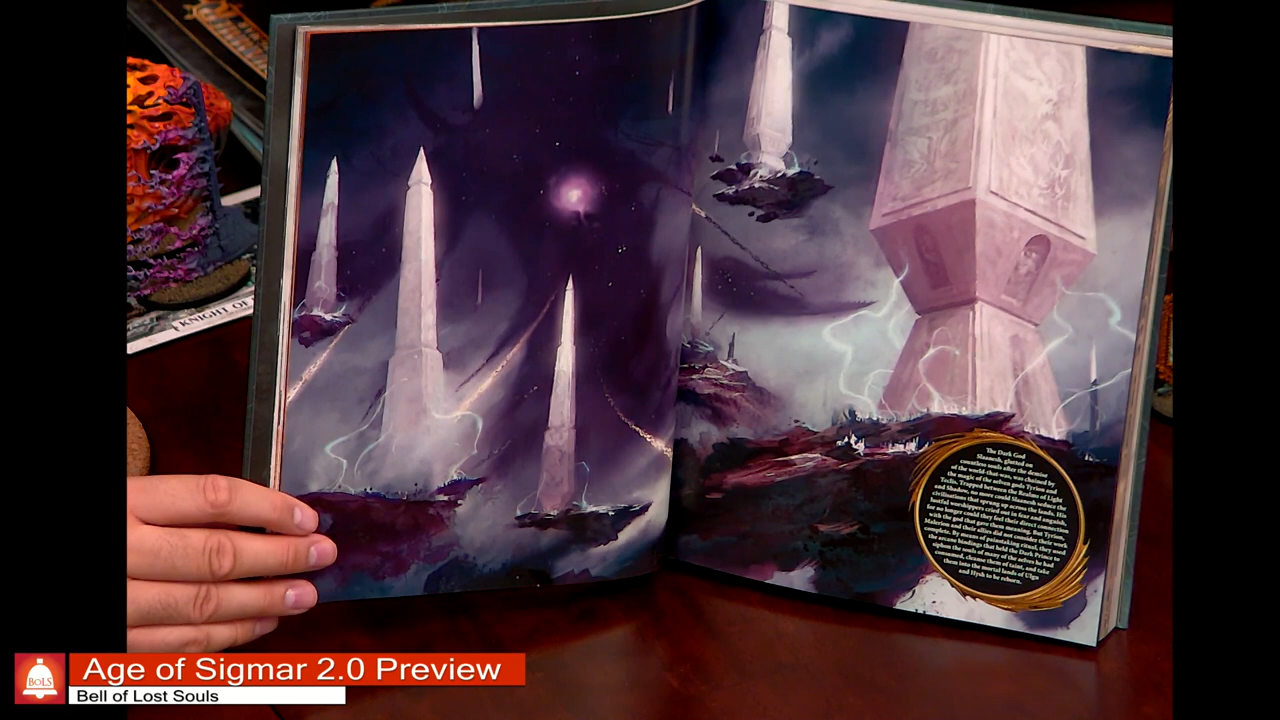 KNIGHT OF
The Dark God
Slaanesh, glutted on
countless souls after the demise
of the world-that-was, was chained by
the magic of the aelven gods Tyrion and
Teclis. Trapped between the Realms of Light
and Shadow, no more could Slaanesh seduce the
civilisations that sprung up across the lands. His
lustful worshippers cried out in fear and anguish,
for no longer could they feel their direct connection
with the god that gave them meaning. But Tyrion,
Malerion and their allies did not consider their work
complete. By means of painstaking ritual, they used
the arcane bindings that held the Dark Prince to
siphon the souls of many of the aelves he had
consumed, cleanse them of taint, and take
them into the mortal lands of Ulgu
and Hysh to be reborn.
BoLS
Age of Sigmar 2.0 Preview
Bell of Lost Souls